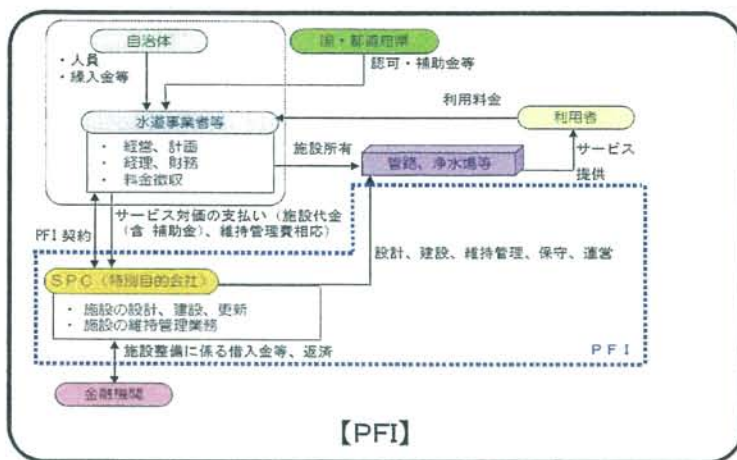 自治体
国・都道府県
・人員
・繰入金等
認可・補助金等
利用料金
水道事業者等
利用者
・ 経営、計画
・ 経理、財務
・ 料金徴収
施設所有
管路、浄水場等
サービス
提供
サービス対価の支払い（施設代金
（含 補助金）、維持管理費相応）
PFI 契約
設計、建設、維持管理、保守、運営
ＳＰＣ（特別目的会社）
・ 施設の設計、建設、更新
・ 施設の維持管理業務
ＰＦＩ
施設整備に係る借入金等、返済
金融機関
【PFI】